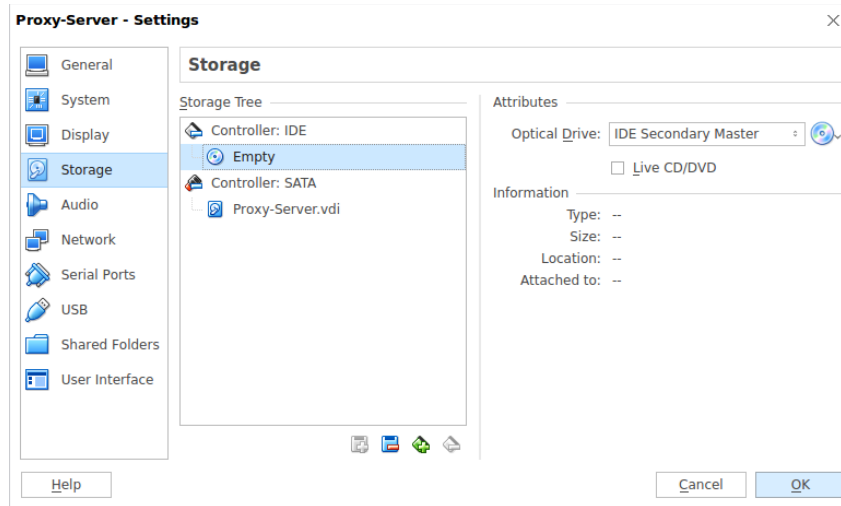 Proxy-Server - Settings
General
System
Display
Storage
Audio
Network
Serial Ports
USB
Shared Folders
User Interface
Storage
Storage Tree
Controller: IDE
Empty
Controller: SATA
Proxy-Server.vdi
Attributes
Optical Drive: IDE Secondary Master
Live CD/DVD
Information
Type: --
Size: --
Location: --
Attached to: --
Help
Cancel
OK